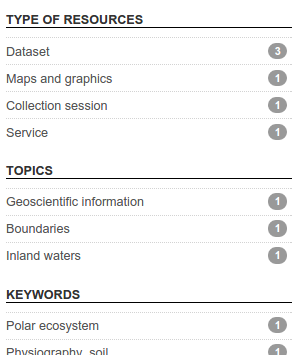 TYPE OF RESOURCES
Dataset 3
Maps and graphics 1
Collection session 1
Service 1
TOPICS
Geoscientific information 1
Boundaries 1
Inland waters 1
KEYWORDS
Polar ecosystem 1
Physiography, soil 1